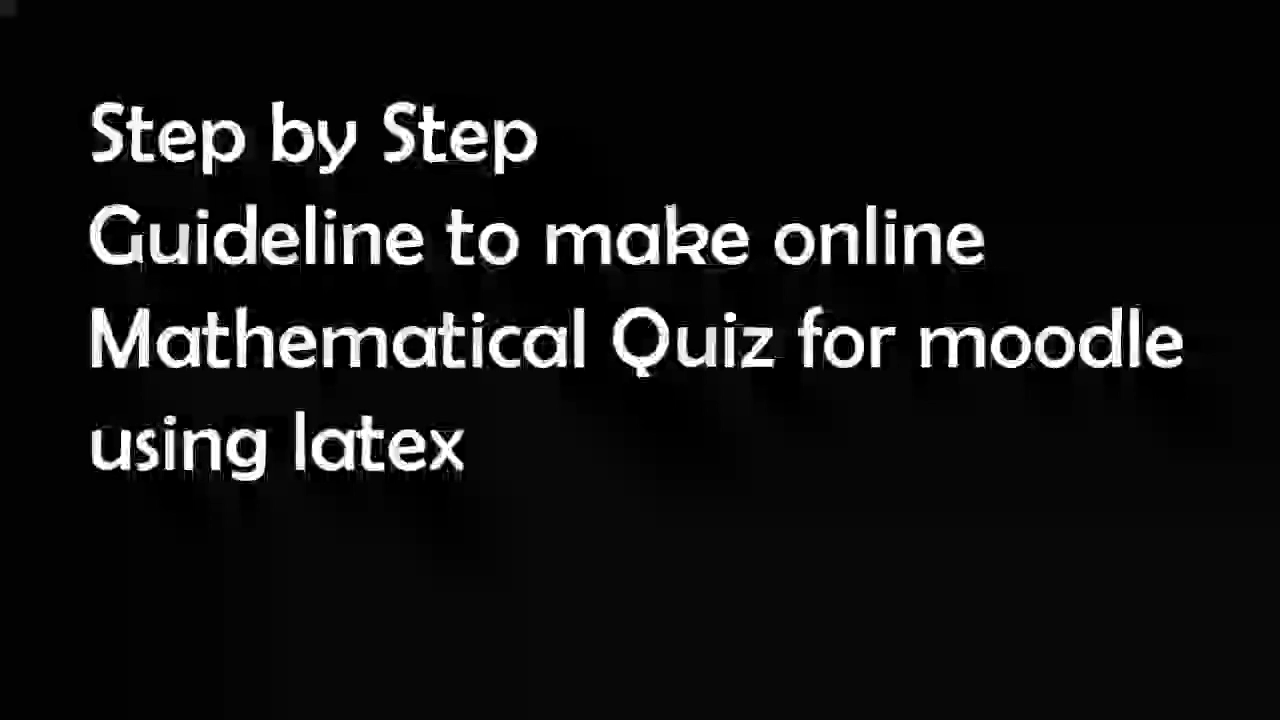 Step by Step
Guideline to make online
Mathematical Quiz for moodle
using latex